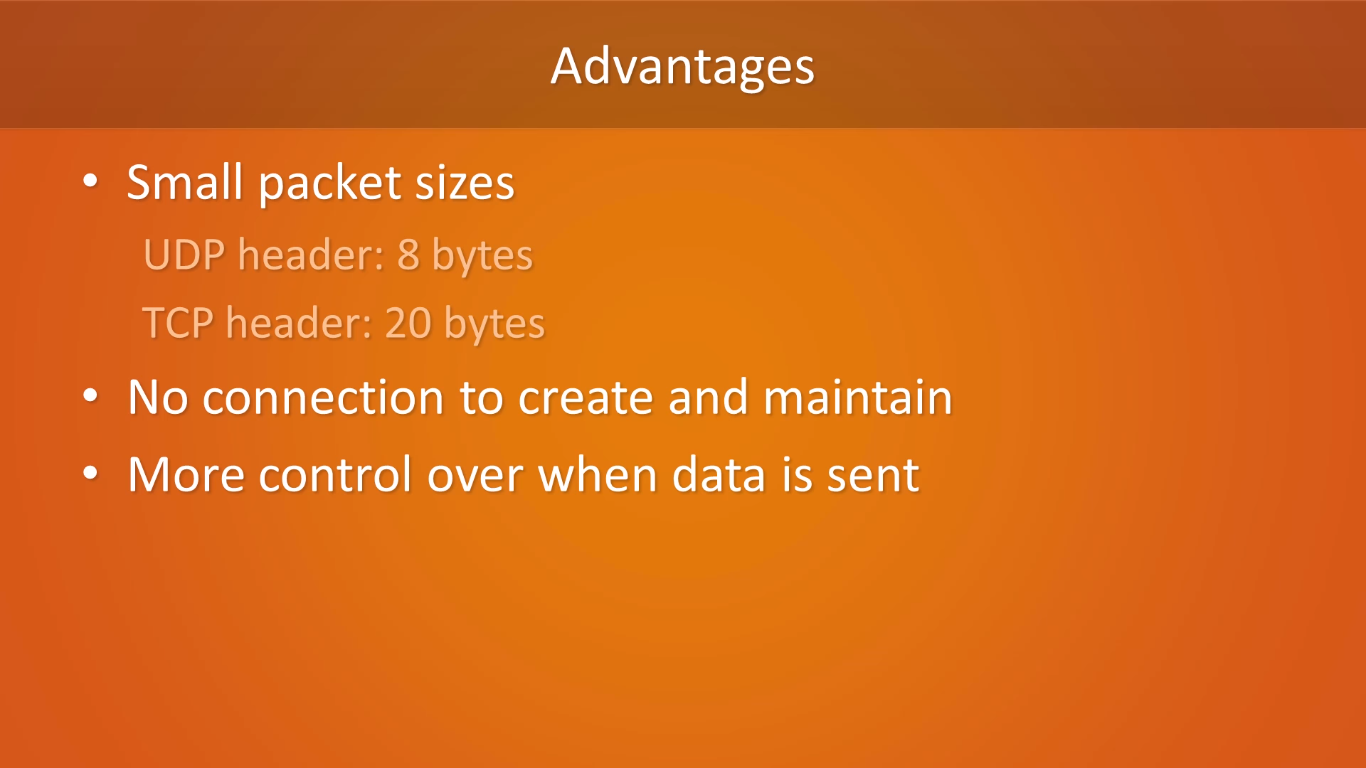 Advantages
• Small packet sizes
UDP header: 8 bytes
TCP header: 20 bytes
• No connection to create and maintain
• More control over when data is sent